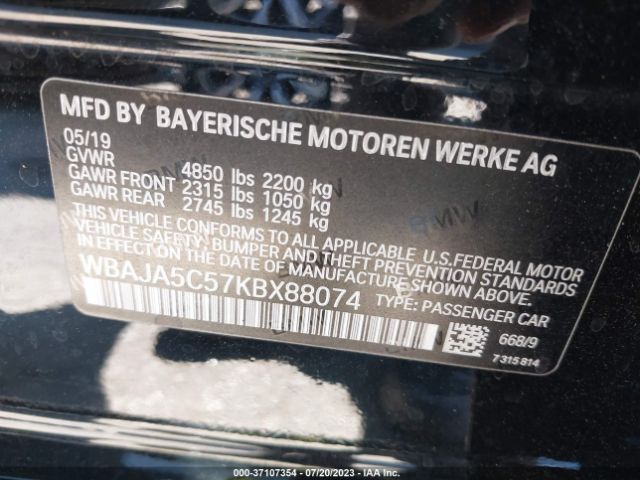 MFD BY BAYERISCHE MOTOREN WERKE AG
05/19
GVWR 4850 lbs 2200 kg
GAWR FRONT 2315 lbs 1050 kg
GAWR REAR 2745 lbs 1245 kg
THIS VEHICLE CONFORMS TO ALL APPLICABLE U.S.FEDERAL MOTOR
VEHICLE SAFETY, BUMPER AND THEFT PREVENTION STANDARDS
IN EFFECT ON THE DATE OF MANUFACTURE SHOWN ABOVE.
WBAJA5C57KBX88074 TYPE: PASSENGER CAR
668/9
7315814
BMW
000-37107354 | 07/20/2023 | IAA Inc.